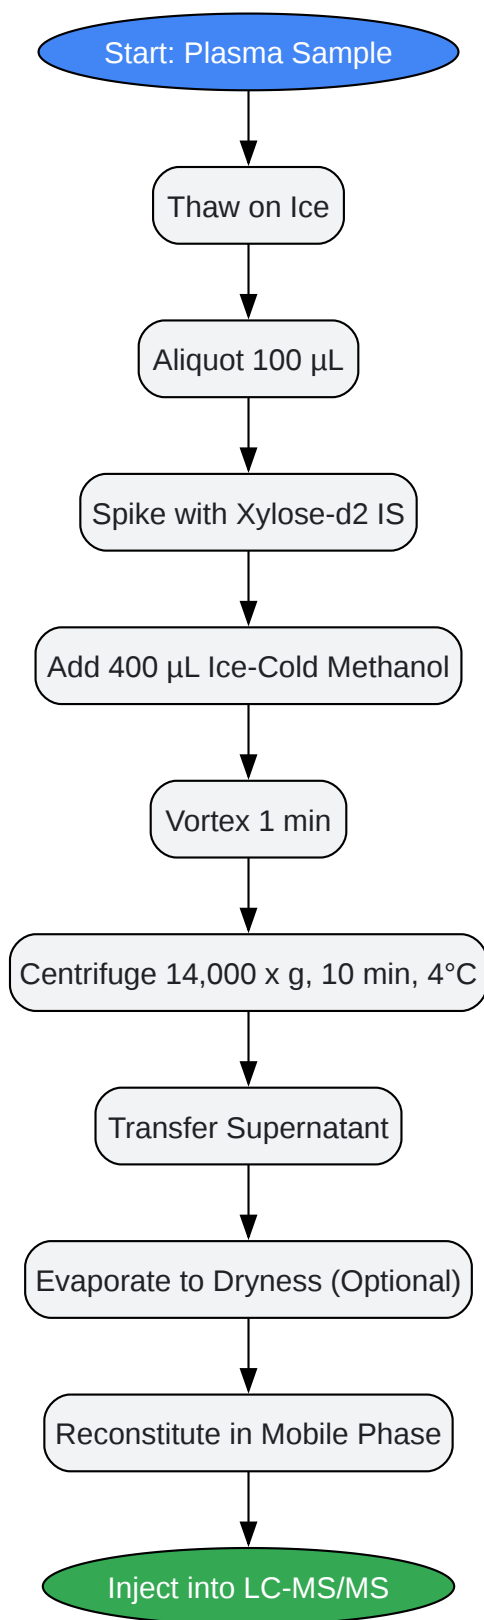 Start: Plasma Sample
Thaw on Ice
Aliquot 100 µL
Spike with Xylose-d2 IS
Add 400 µL Ice-Cold Methanol
Vortex 1 min
Centrifuge 14,000 x g, 10 min, 4°C
Transfer Supernatant
Evaporate to Dryness (Optional)
Reconstitute in Mobile Phase
Inject into LC-MS/MS